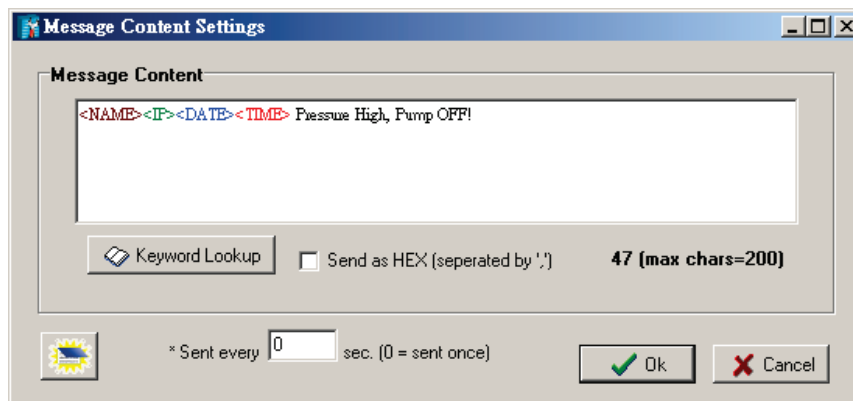 Message Content Settings
Message Content
<NAME><IP><DATE><TIME> Pressure High, Pump OFF!
Keyword Lookup
Send as HEX (seperated by ',')
47 (max chars=200)
* Sent every 0 sec. (0 = sent once)
Ok
Cancel